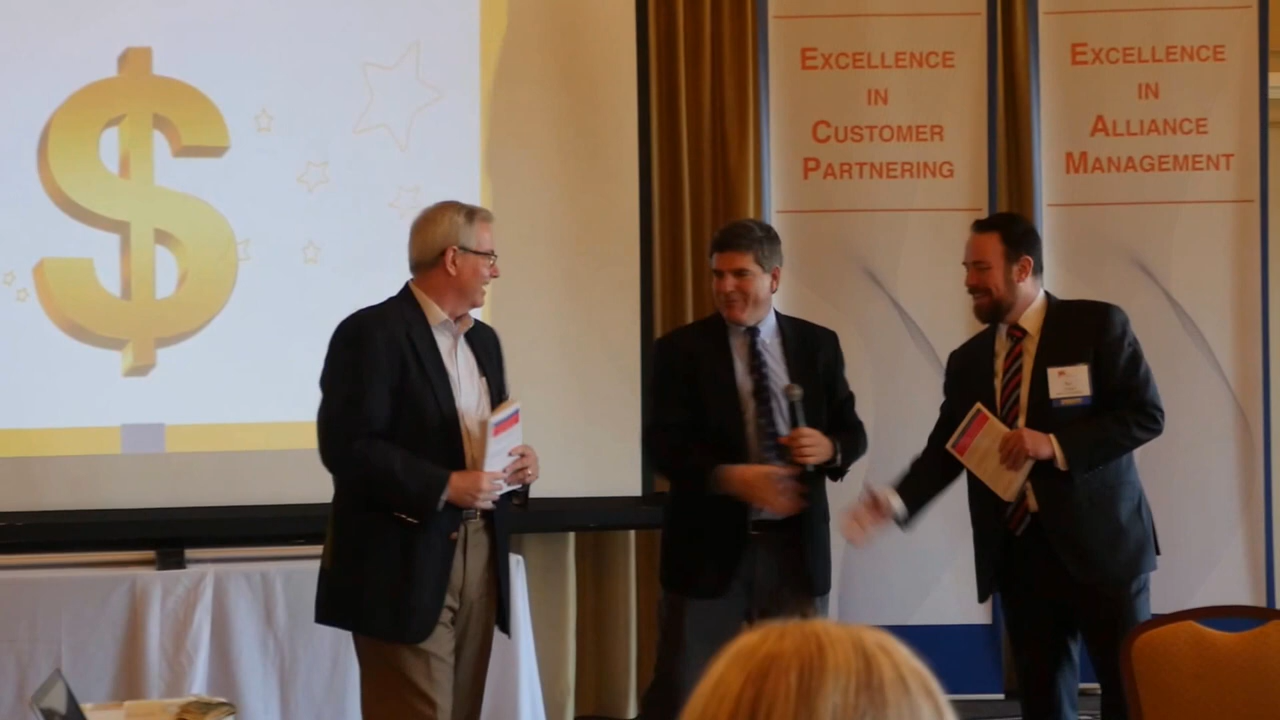 $
EXCELLENCE
IN
CUSTOMER
PARTNERING
EXCELLENCE
IN
ALLIANCE
MANAGEMENT